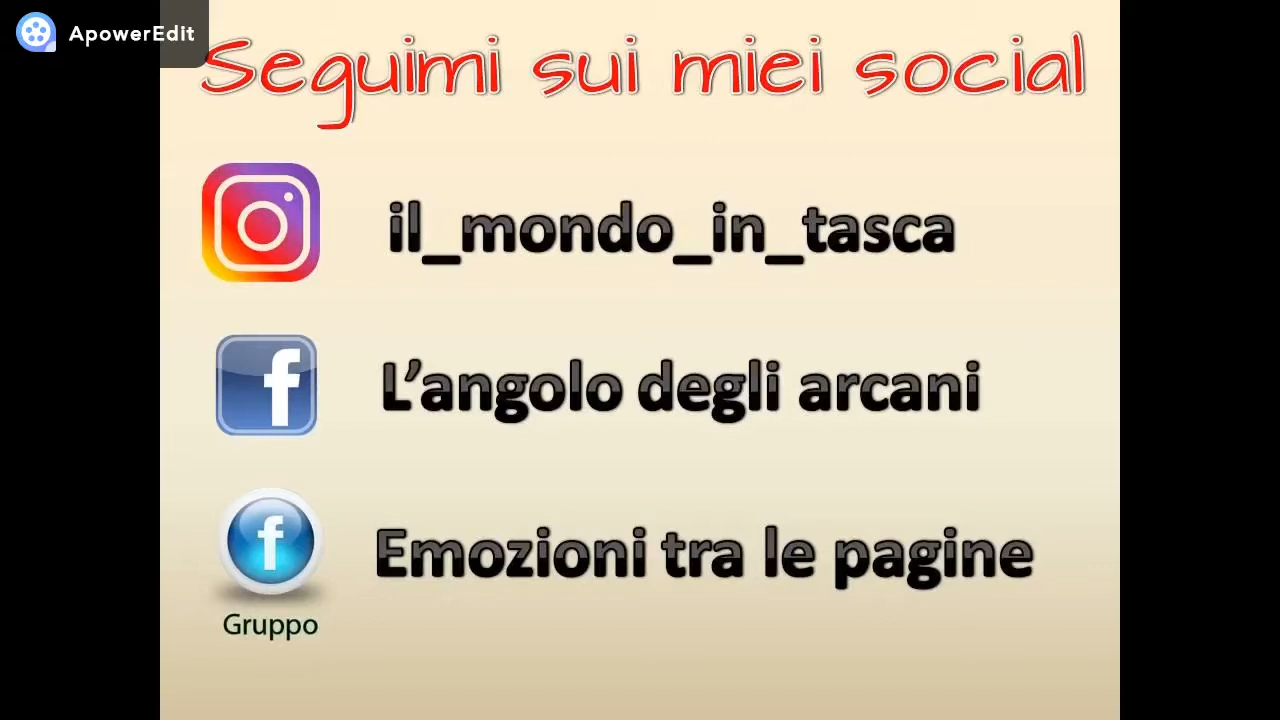 ApowerEdit
Seguimi sui miei social
il_mondo_in_tasca
L’angolo degli arcani
Emozioni tra le pagine
Gruppo